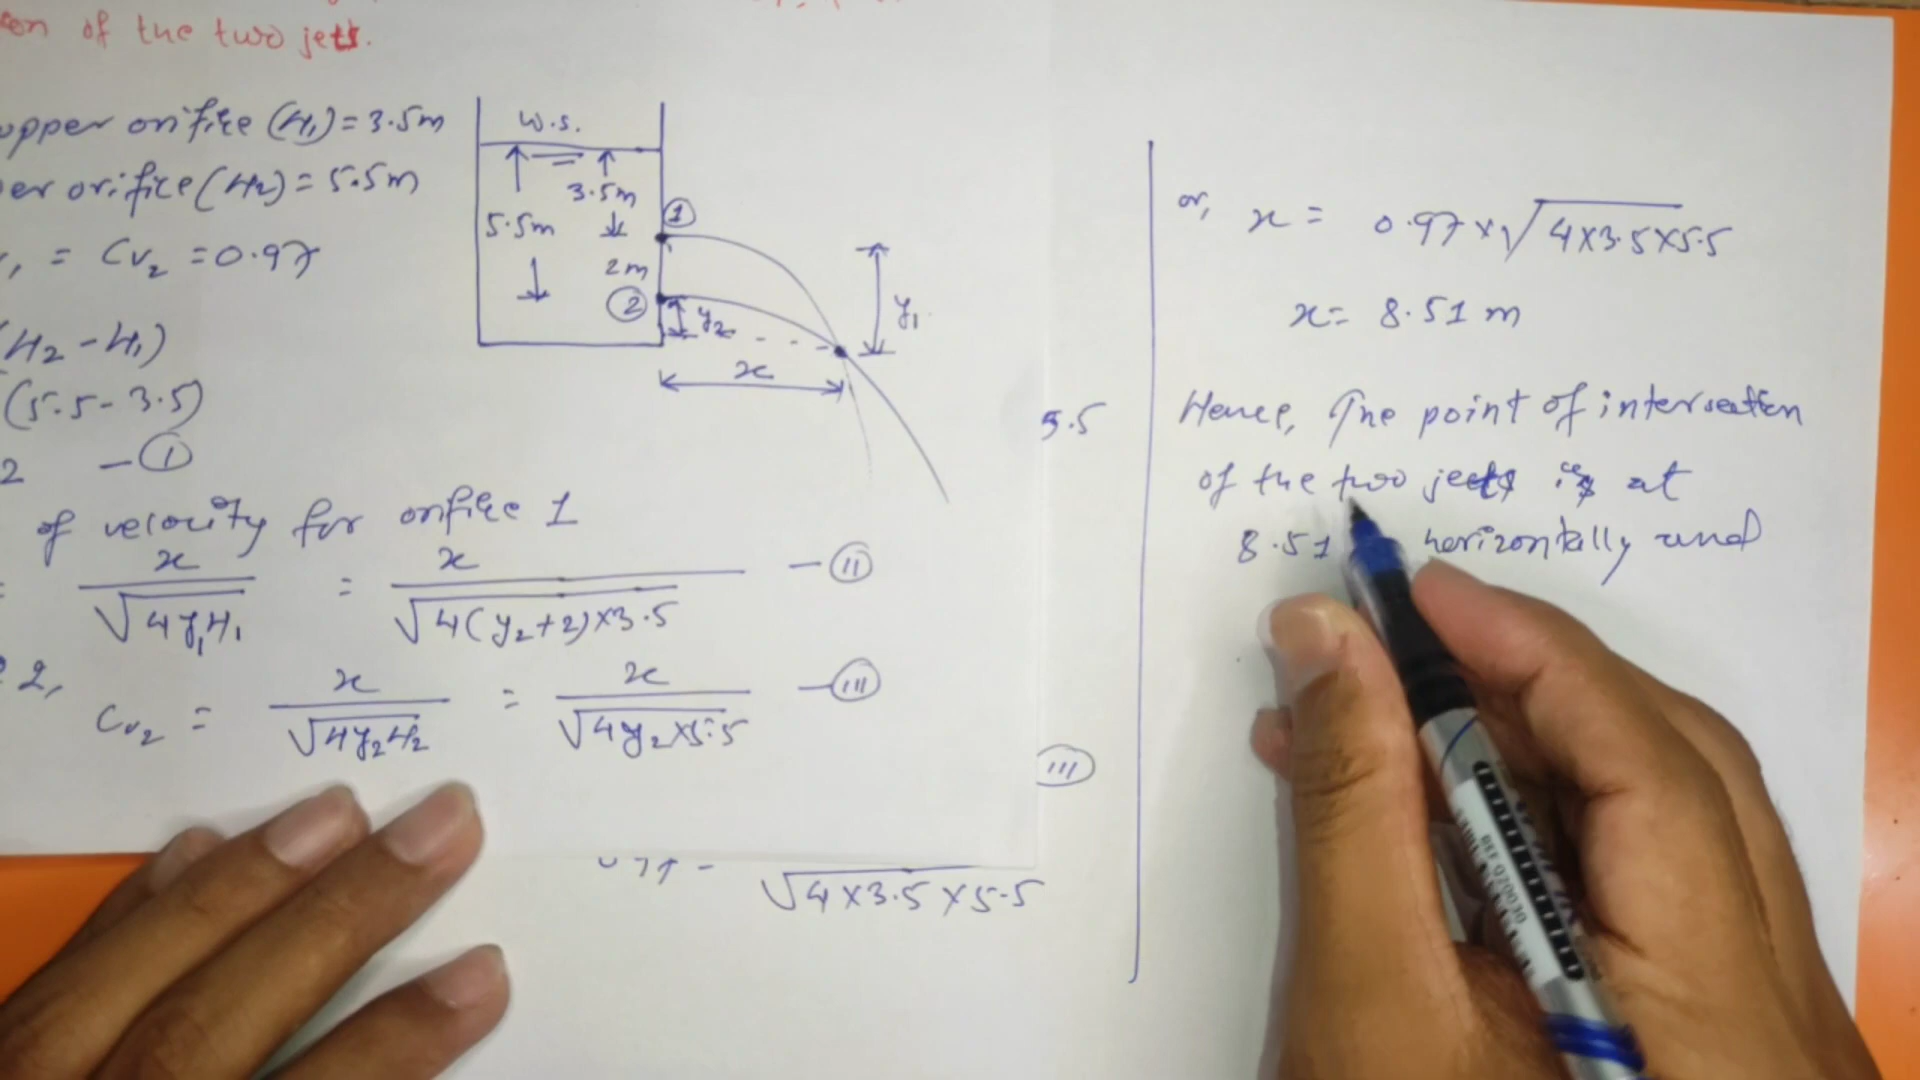 of the two jets.
upper orifice (H₁) = 3.5m
er orifice (H₂) = 5.5m
₁ = Cv₂ = 0.97
(H₂ - H₁)
(5.5 - 3.5)
2 - (I)
of velocity for orifice 1
= x / √4y₁H₁ = x / √4(y₂+2)×3.5 - (II)
2,
Cv₂ = x / √4y₂H₂ = x / √4y₂×5.5 - (III)
W.S.
3.5m
5.5m
1
2m
2
y₂
y₁
x
5.5
(III)
√4×3.5×5.5
or, x = 0.97×√4×3.5×5.5
x = 8.51 m
Hence, The point of intersection
of the two jets is at
8.51 horizontally and